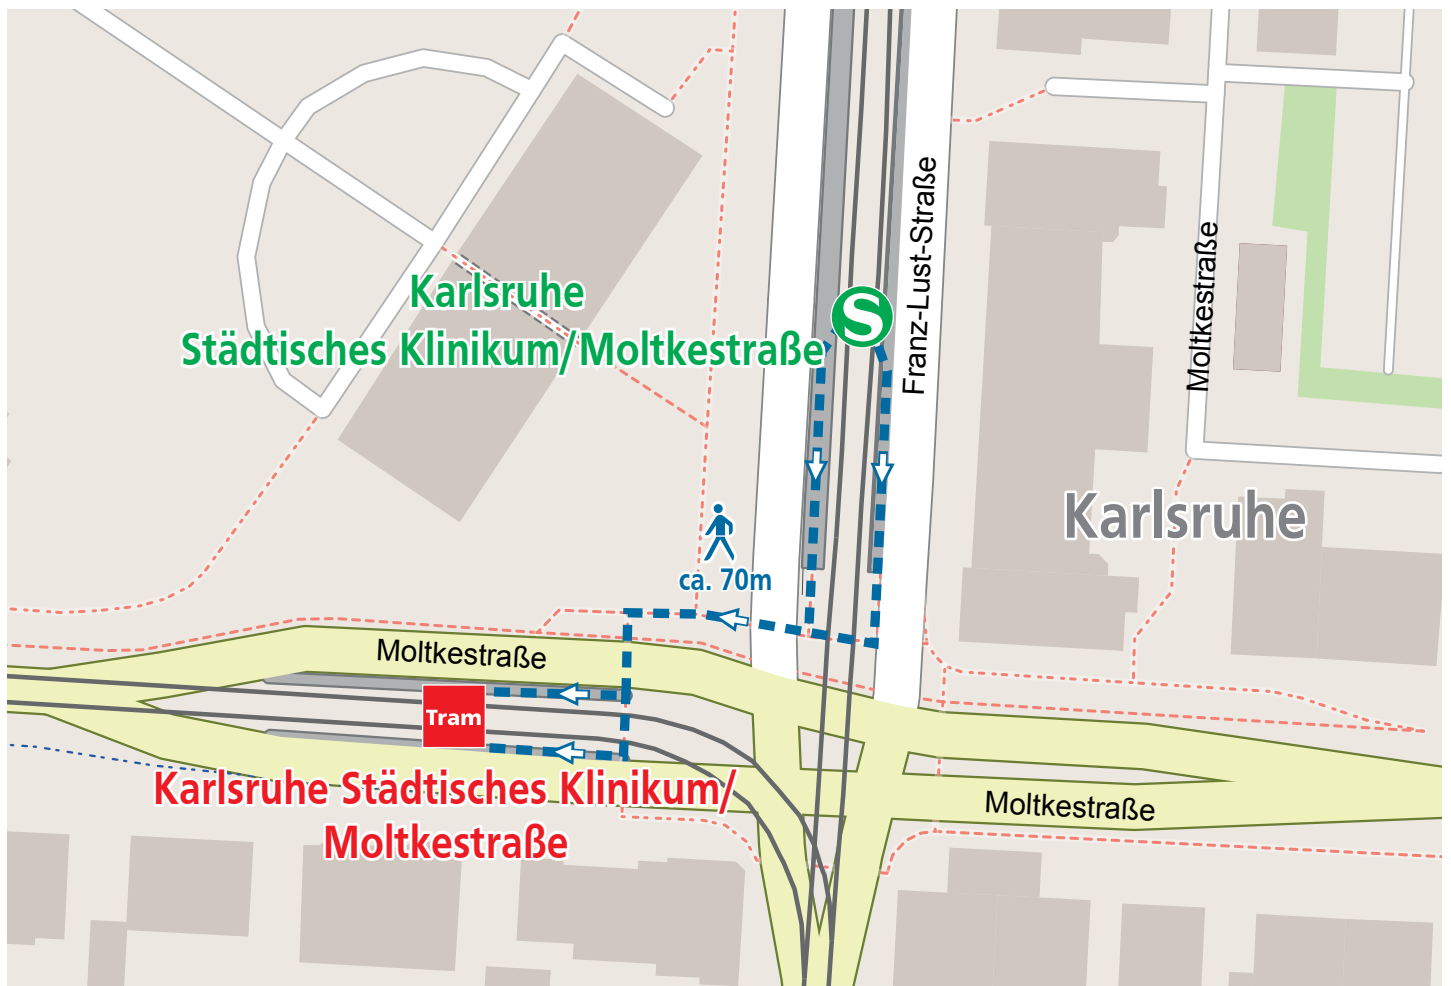 Franz-Lust-Straße
Moltkestraße
Karlsruhe
Städtisches Klinikum/Moltkestraße
S
Karlsruhe
ca. 70m
Moltkestraße
Tram
Karlsruhe Städtisches Klinikum/
Moltkestraße
Moltkestraße